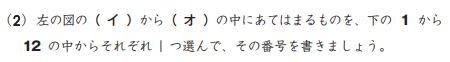 (2) 左の図の ( イ ) から ( オ ) の中にあてはまるものを、下の 1 から
12 の中からそれぞれ 1 つ選んで、その番号を書きましょう。